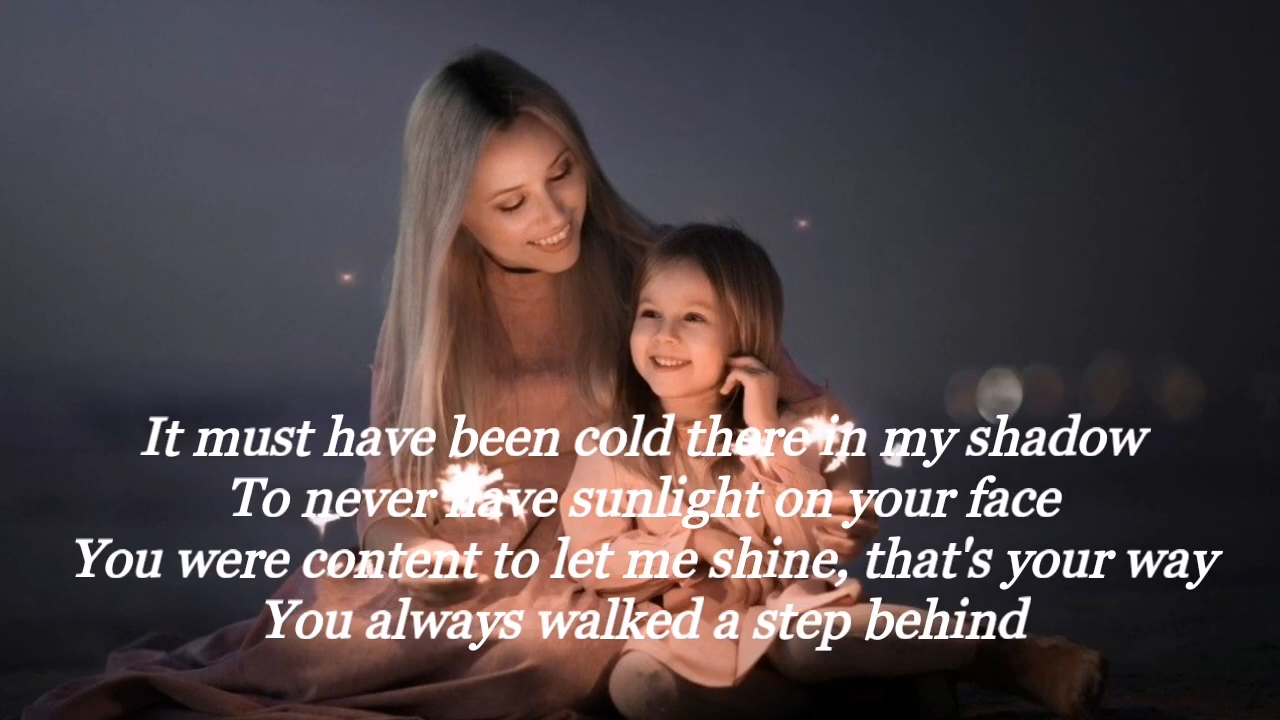 It must have been cold there in my shadow
To never have sunlight on your face
You were content to let me shine, that's your way
You always walked a step behind